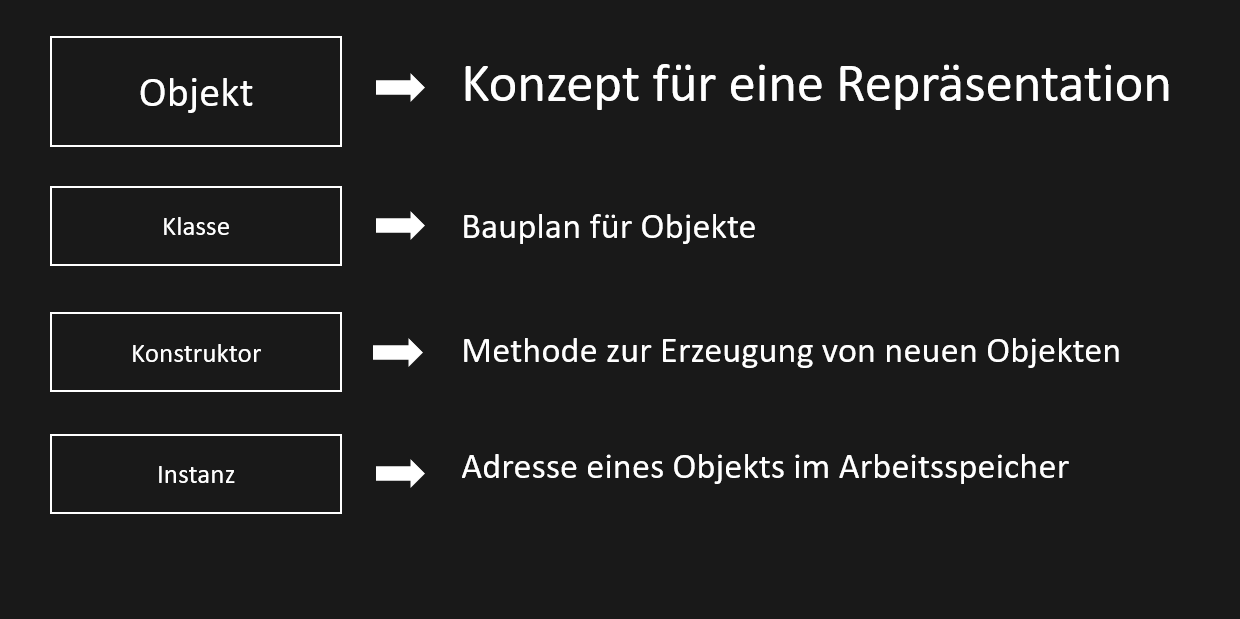 Objekt
Konzept für eine Repräsentation
Klasse
Bauplan für Objekte
Konstruktor
Methode zur Erzeugung von neuen Objekten
Instanz
Adresse eines Objekts im Arbeitsspeicher